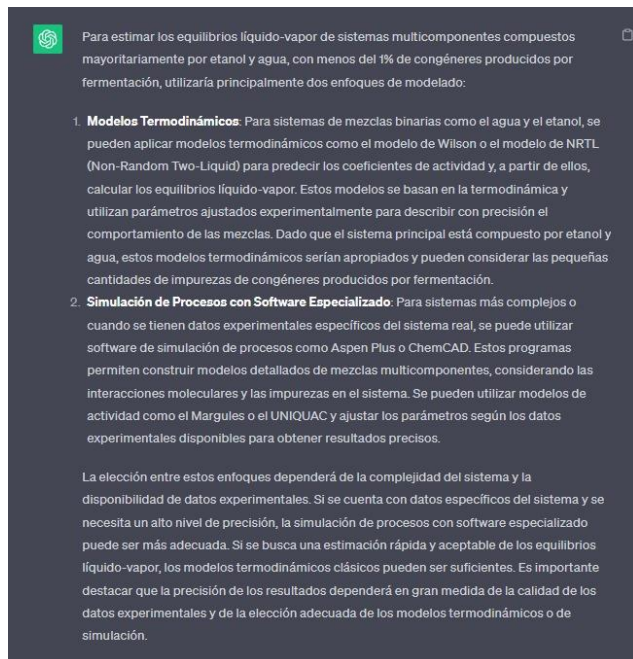 Para estimar los equilibrios líquido-vapor de sistemas multicomponentes compuestos
mayoritariamente por etanol y agua, con menos del 1% de congéneres producidos por
fermentación, utilizaría principalmente dos enfoques de modelado:
1. Modelos Termodinámicos: Para sistemas de mezclas binarias como el agua y el etanol, se
pueden aplicar modelos termodinámicos como el modelo de Wilson o el modelo de NRTL
(Non-Random Two-Liquid) para predecir los coeficientes de actividad y, a partir de ellos,
calcular los equilibrios líquido-vapor. Estos modelos se basan en la termodinámica y
utilizan parámetros ajustados experimentalmente para describir con precisión el
comportamiento de las mezclas. Dado que el sistema principal está compuesto por etanol y
agua, estos modelos termodinámicos serían apropiados y pueden considerar las pequeñas
cantidades de impurezas de congéneres producidos por fermentación.
2. Simulación de Procesos con Software Especializado: Para sistemas más complejos o
cuando se tienen datos experimentales específicos del sistema real, se puede utilizar
software de simulación de procesos como Aspen Plus o ChemCAD. Estos programas
permiten construir modelos detallados de mezclas multicomponentes, considerando las
interacciones moleculares y las impurezas en el sistema. Se pueden utilizar modelos de
actividad como el Margules o el UNIQUAC y ajustar los parámetros según los datos
experimentales disponibles para obtener resultados precisos.
La elección entre estos enfoques dependerá de la complejidad del sistema y la
disponibilidad de datos experimentales. Si se cuenta con datos específicos del sistema y se
necesita un alto nivel de precisión, la simulación de procesos con software especializado
puede ser más adecuada. Si se busca una estimación rápida y aceptable de los equilibrios
líquido-vapor, los modelos termodinámicos clásicos pueden ser suficientes. Es importante
destacar que la precisión de los resultados dependerá en gran medida de la calidad de los
datos experimentales y de la elección adecuada de los modelos termodinámicos o de
simulación.